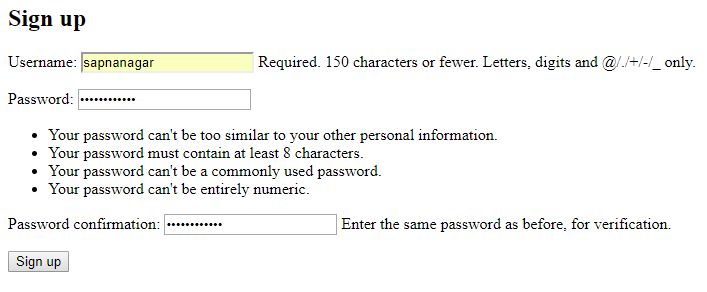 Sign up
Username: sapnanagar Required. 150 characters or fewer. Letters, digits and @/./+/-/_ only.
Password: ••••••••••••
• Your password can't be too similar to your other personal information.
• Your password must contain at least 8 characters.
• Your password can't be a commonly used password.
• Your password can't be entirely numeric.
Password confirmation: •••••••••••• Enter the same password as before, for verification.
Sign up